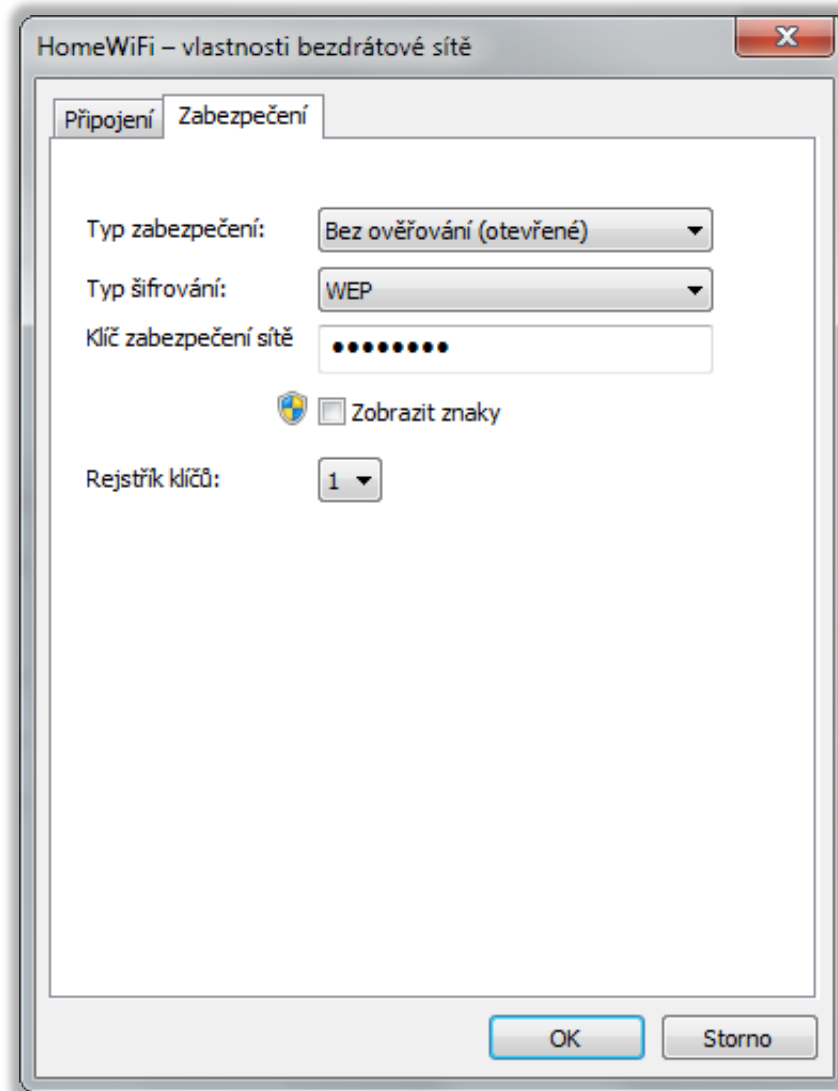 HomeWiFi – vlastnosti bezdrátové sítě
Připojení Zabezpečení
Typ zabezpečení: Bez ověřování (otevřené)
Typ šifrování: WEP
Klíč zabezpečení sítě ••••••••
Zobrazit znaky
Rejstřík klíčů: 1
OK Storno